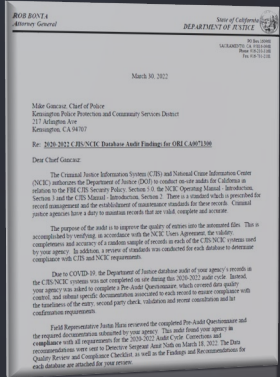 ROB BONTA
Attorney General
State of California
DEPARTMENT OF JUSTICE
SACRAMENTO, CA
March 30, 2022
Mike Gancasz, Chief of Police
Kensington Police Protection and Community Services District
217 Arlington Ave
Kensington, CA 94707
Re: 2020-2022 CJIS/NCIC Database Audit Findings for ORI CA0071300
Dear Chief Gancasz:
The Criminal Justice Information System (CJIS) and National Crime Information Center
(NCIC) authorizes the Department of Justice (DOJ) to conduct on-site audits for California in
relation to the FBI CJIS Security Policy, Section 5.0, the NCIC Operating Manual - Introduction,
Section 3 and the CJIS Manual - Introduction, Section 2. There is a standard which is prescribed for
record management and the establishment of maintenance standards for these records. Criminal
justice agencies have a duty to maintain records that are valid, complete and accurate.
The purpose of the audit is to improve the quality of entries into the automated files. This is
accomplished by verifying, in accordance with the NCIC Users Agreement, the validity,
completeness and accuracy of a random sample of records in each of the CJIS/NCIC systems used
by your agency. In addition, a review of standards was conducted for each database to determine
compliance with CJIS and NCIC requirements.
Due to COVID-19, the Department of Justice database audit of your agency's records in
the CJIS/NCIC systems was not completed on site during this 2020-2022 audit cycle. Instead,
your agency was asked to complete a Pre-Audit Questionnaire, which covered data quality
control, and submit specific documentation associated to each record to ensure compliance with
the timeliness of the entry, second party check, validation and recent consultation and hit
confirmation requirements.
Field Representative Justin Hara reviewed the completed Pre-Audit Questionnaire and
the required documentation submitted by your agency. This audit found your agency in
compliance with all requirements for the 2020-2022 Audit Cycle. Corrections and
recommendations were sent to Detective Sergeant Amit Nath on March 18, 2022. The Data
Quality Review and Compliance Checklist, as well as the Findings and Recommendations for
each database are attached for your review.